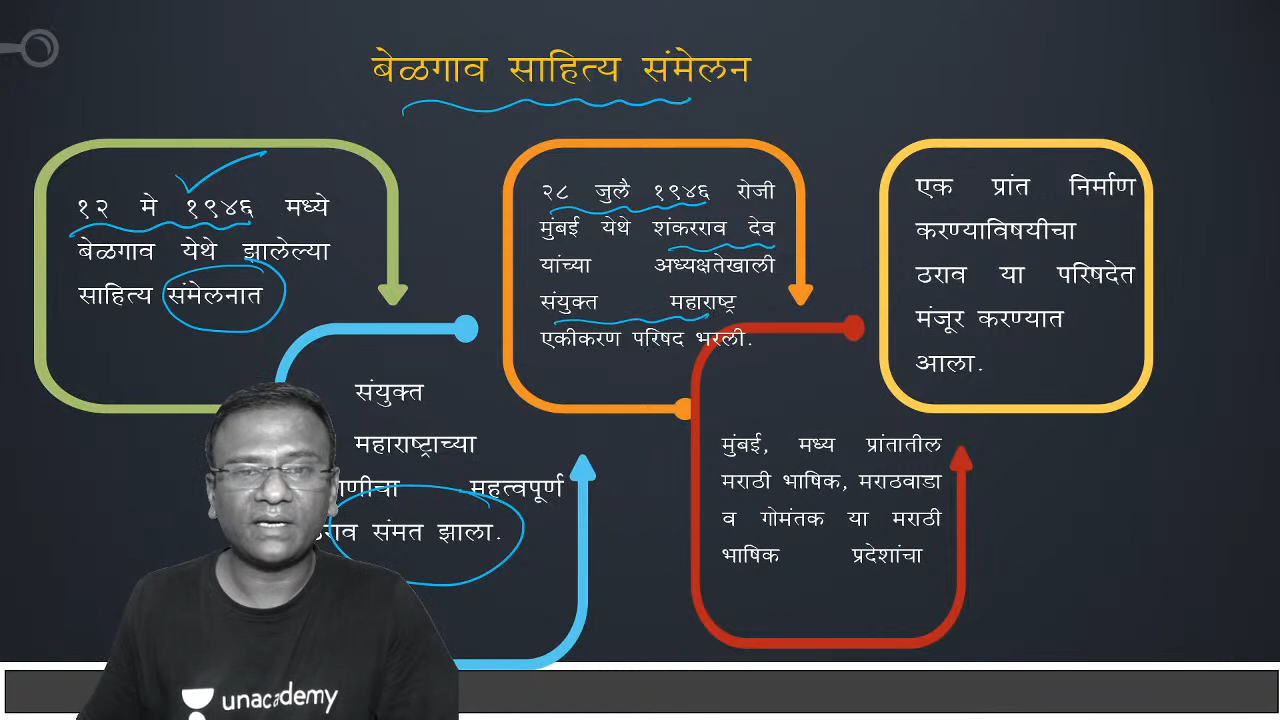 बेळगाव साहित्य संमेलन
१२ मे १९४६ मध्ये
बेळगाव येथे झालेल्या
साहित्य संमेलनात
संयुक्त
महाराष्ट्राच्या
महत्वपूर्ण
संमत झाला.
२८ जुलै १९४६ रोजी
मुंबई येथे शंकरराव देव
यांच्या अध्यक्षतेखाली
संयुक्त महाराष्ट्र
एकीकरण परिषद भरली.
मुंबई, मध्य प्रांतातील
मराठी भाषिक, मराठवाडा
व गोमंतक या मराठी
भाषिक प्रदेशांचा
एक प्रांत निर्माण
करण्याविषयीचा
ठराव या परिषदेत
मंजूर करण्यात
आला.
unacademy